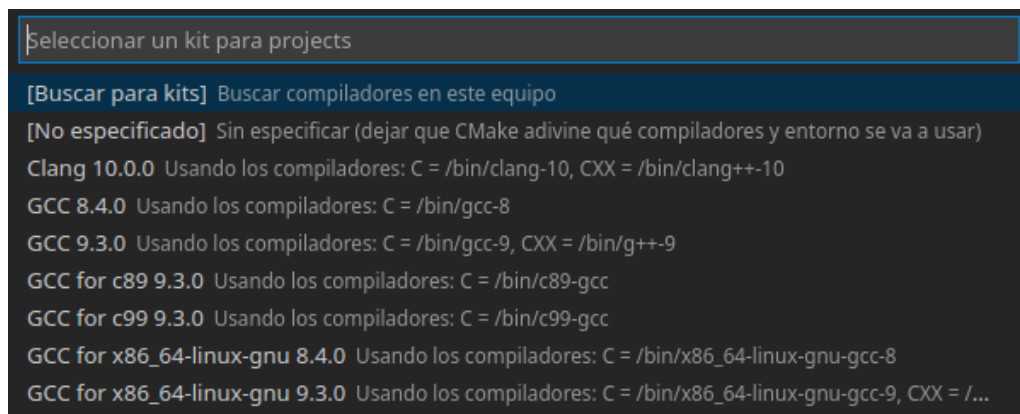 Seleccionar un kit para projects
[Buscar para kits] Buscar compiladores en este equipo
[No especificado] Sin especificar (dejar que CMake adivine qué compiladores y entorno se va a usar)
Clang 10.0.0 Usando los compiladores: C = /bin/clang-10, CXX = /bin/clang++-10
GCC 8.4.0 Usando los compiladores: C = /bin/gcc-8
GCC 9.3.0 Usando los compiladores: C = /bin/gcc-9, CXX = /bin/g++-9
GCC for c89 9.3.0 Usando los compiladores: C = /bin/c89-gcc
GCC for c99 9.3.0 Usando los compiladores: C = /bin/c99-gcc
GCC for x86_64-linux-gnu 8.4.0 Usando los compiladores: C = /bin/x86_64-linux-gnu-gcc-8
GCC for x86_64-linux-gnu 9.3.0 Usando los compiladores: C = /bin/x86_64-linux-gnu-gcc-9, CXX = /...